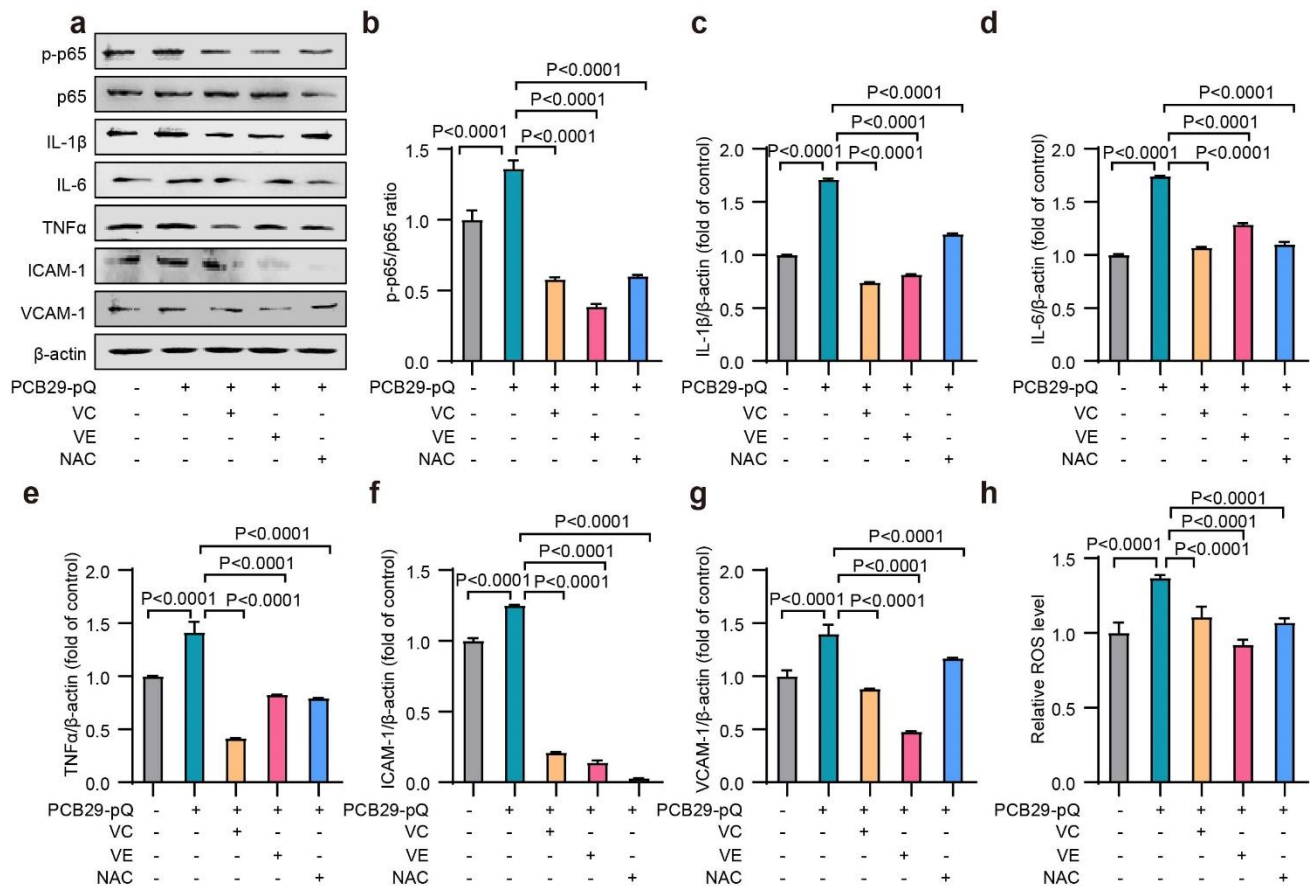 a
p-p65
p65
IL-1β
IL-6
TNFα
ICAM-1
VCAM-1
β-actin
PCB29-pQ - + + + +
VC - - + - -
VE - - - + -
NAC - - - - +
b
P<0.0001
P<0.0001
P<0.0001 P<0.0001
p-p65/p65 ratio
1.5
1.0
0.5
0.0
PCB29-pQ - + + + +
VC - - + - -
VE - - - + -
NAC - - - - +
c
P<0.0001
P<0.0001
P<0.0001 P<0.0001
IL-1β/β-actin (fold of control)
2.0
1.5
1.0
0.5
0.0
PCB29-pQ - + + + +
VC - - + - -
VE - - - + -
NAC - - - - +
d
P<0.0001
P<0.0001
P<0.0001 P<0.0001
IL-6/β-actin (fold of control)
2.0
1.5
1.0
0.5
0.0
PCB29-pQ - + + + +
VC - - + - -
VE - - - + -
NAC - - - - +
e
P<0.0001
P<0.0001
P<0.0001 P<0.0001
TNFα/β-actin (fold of control)
2.0
1.5
1.0
0.5
0.0
PCB29-pQ - + + + +
VC - - + - -
VE - - - + -
NAC - - - - +
f
P<0.0001
P<0.0001
P<0.0001 P<0.0001
ICAM-1/β-actin (fold of control)
1.5
1.0
0.5
0.0
PCB29-pQ - + + + +
VC - - + - -
VE - - - + -
NAC - - - - +
g
P<0.0001
P<0.0001
P<0.0001 P<0.0001
VCAM-1/β-actin (fold of control)
2.0
1.5
1.0
0.5
0.0
PCB29-pQ - + + + +
VC - - + - -
VE - - - + -
NAC - - - - +
h
P<0.0001
P<0.0001
P<0.0001 P<0.0001
Relative ROS level
1.5
1.0
0.5
0.0
PCB29-pQ - + + + +
VC - - + - -
VE - - - + -
NAC - - - - +